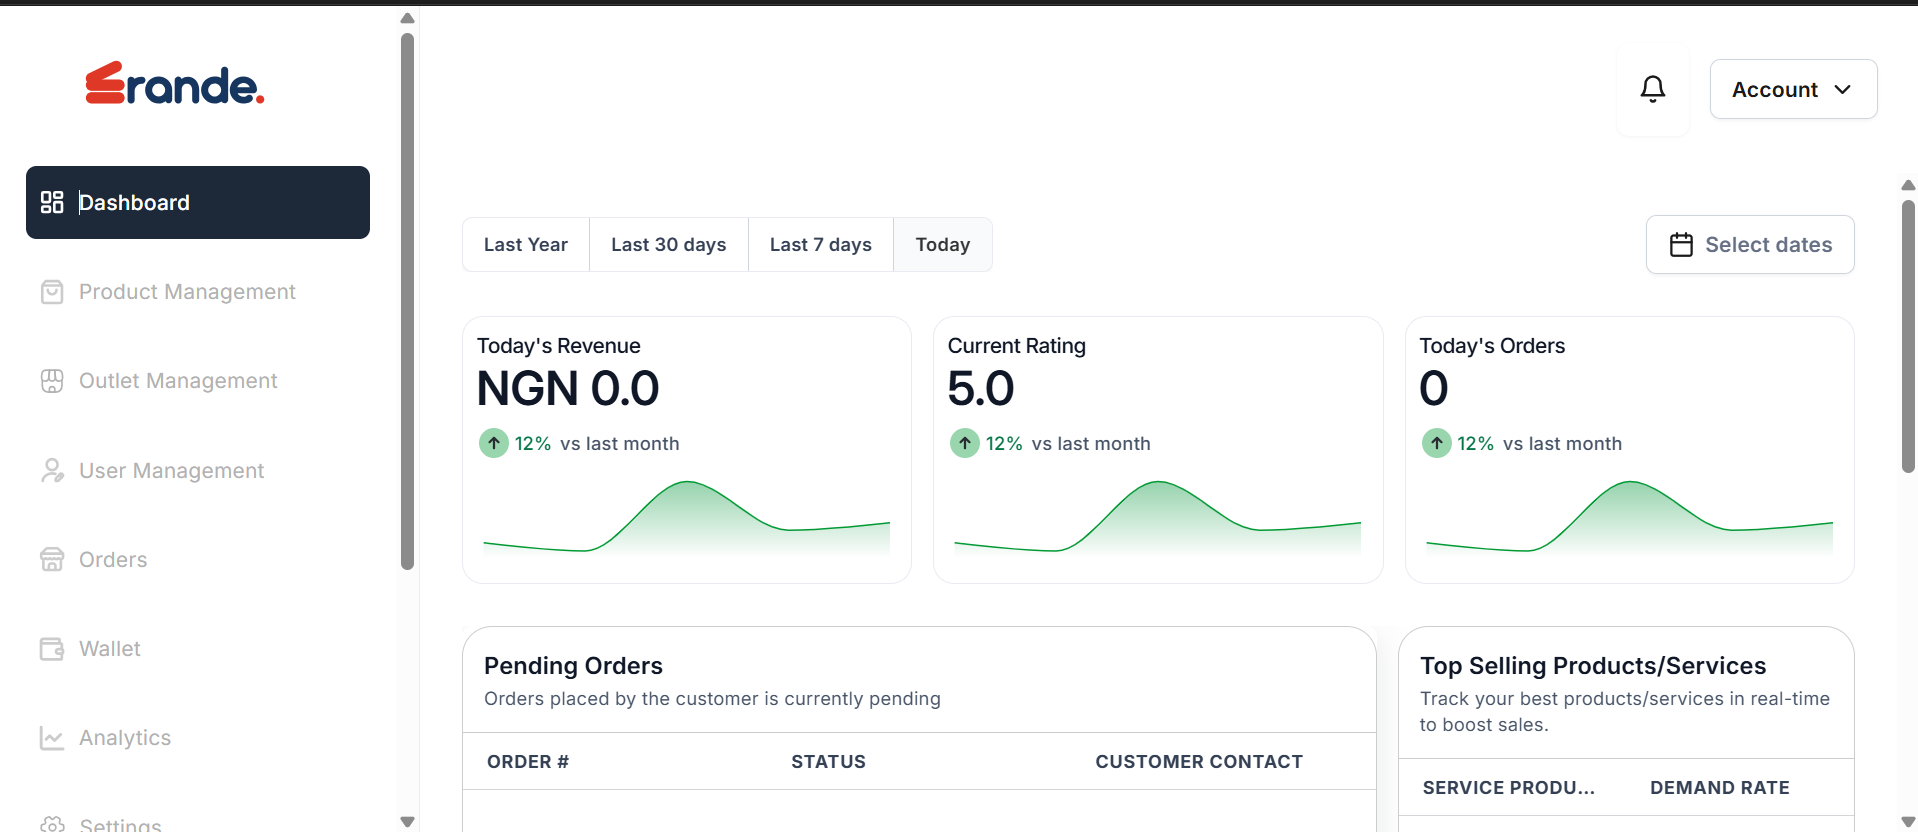 Erande.
Dashboard
Product Management
Outlet Management
User Management
Orders
Wallet
Analytics
Settings
Account
Last Year
Last 30 days
Last 7 days
Today
Select dates
Today's Revenue
NGN 0.0
12% vs last month
Current Rating
5.0
12% vs last month
Today's Orders
0
12% vs last month
Pending Orders
Orders placed by the customer is currently pending
ORDER #
STATUS
CUSTOMER CONTACT
Top Selling Products/Services
Track your best products/services in real-time
to boost sales.
SERVICE PRODU...
DEMAND RATE